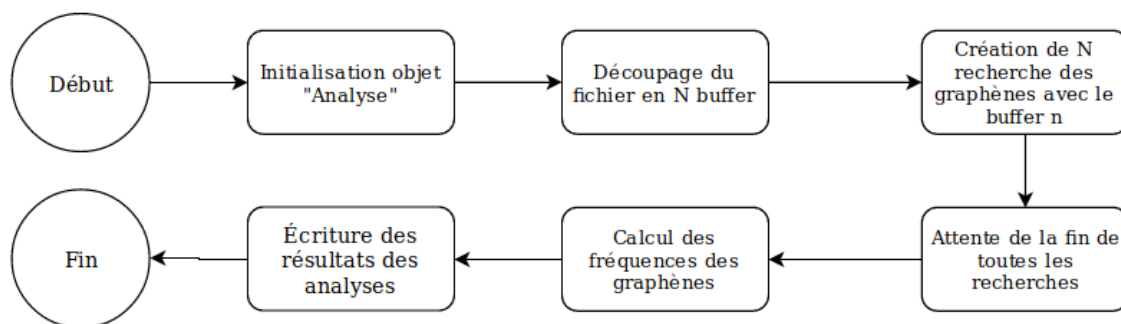 Début
Initialisation objet
"Analyse"
Découpage du
fichier en N buffer
Création de N
recherche des
graphènes avec le
buffer n
Attente de la fin de
toutes les
recherches
Calcul des
fréquences des
graphènes
Écriture des
résultats des
analyses
Fin